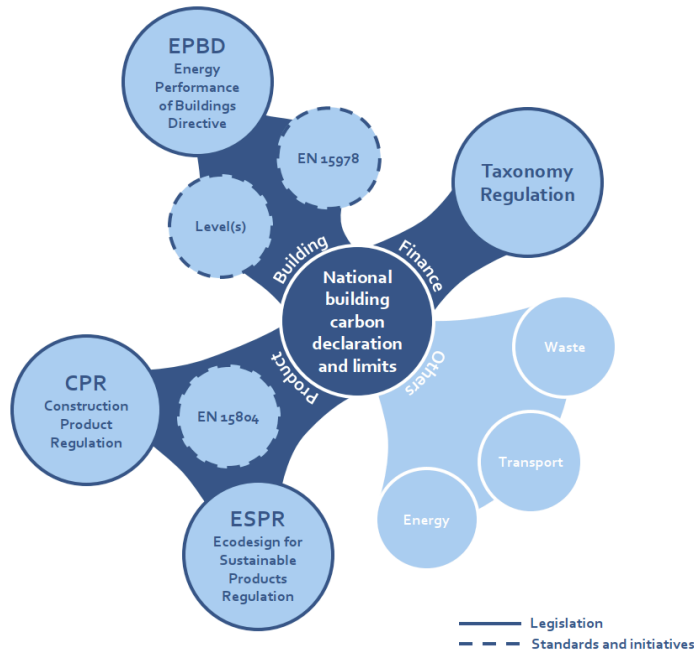 EPBD
Energy
Performance
of Buildings
Directive
EN 15978
Level(s)
Building
Taxonomy
Regulation
Finance
National
building
carbon
declaration
and limits
Others
Waste
Transport
Energy
Product
CPR
Construction
Product
Regulation
EN 15804
ESPR
Ecodesign for
Sustainable
Products
Regulation
Legislation
Standards and initiatives